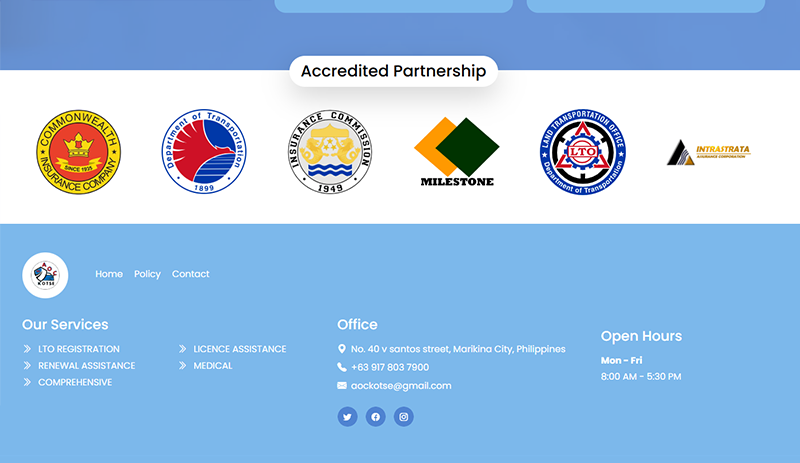 Accredited Partnership
COMMONWEALTH
SINCE 1935
INSURANCE COMPANY
Department of Transportation
1899
INSURANCE COMMISSION
1949
MILESTONE
LAND TRANSPORTATION OFFICE
LTO
Department of Transportation
INTRASTRATA
ASSURANCE CORPORATION
AOC
KOTSE
Home Policy Contact
Our Services
LTO REGISTRATION
RENEWAL ASSISTANCE
COMPREHENSIVE
LICENCE ASSISTANCE
MEDICAL
Office
No. 40 v santos street, Marikina City, Philippines
+63 917 803 7900
aockotse@gmail.com
Open Hours
Mon - Fri
8:00 AM - 5:30 PM